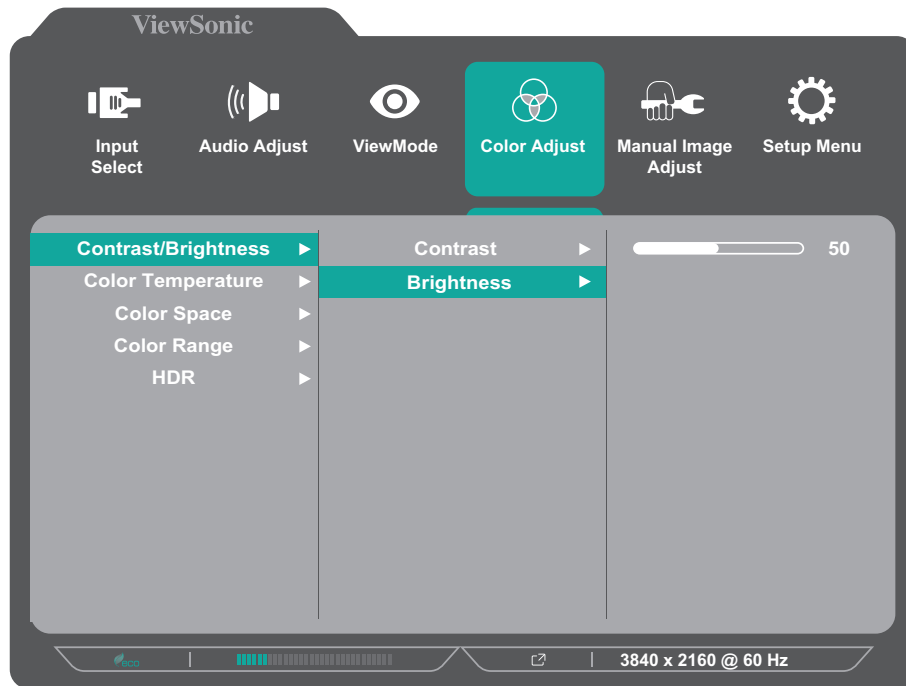 ViewSonic
Input Select
Audio Adjust
ViewMode
Color Adjust
Manual Image Adjust
Setup Menu
Contrast/Brightness
Contrast
50
Color Temperature
Brightness
Color Space
Color Range
HDR
eco
3840 x 2160 @ 60 Hz